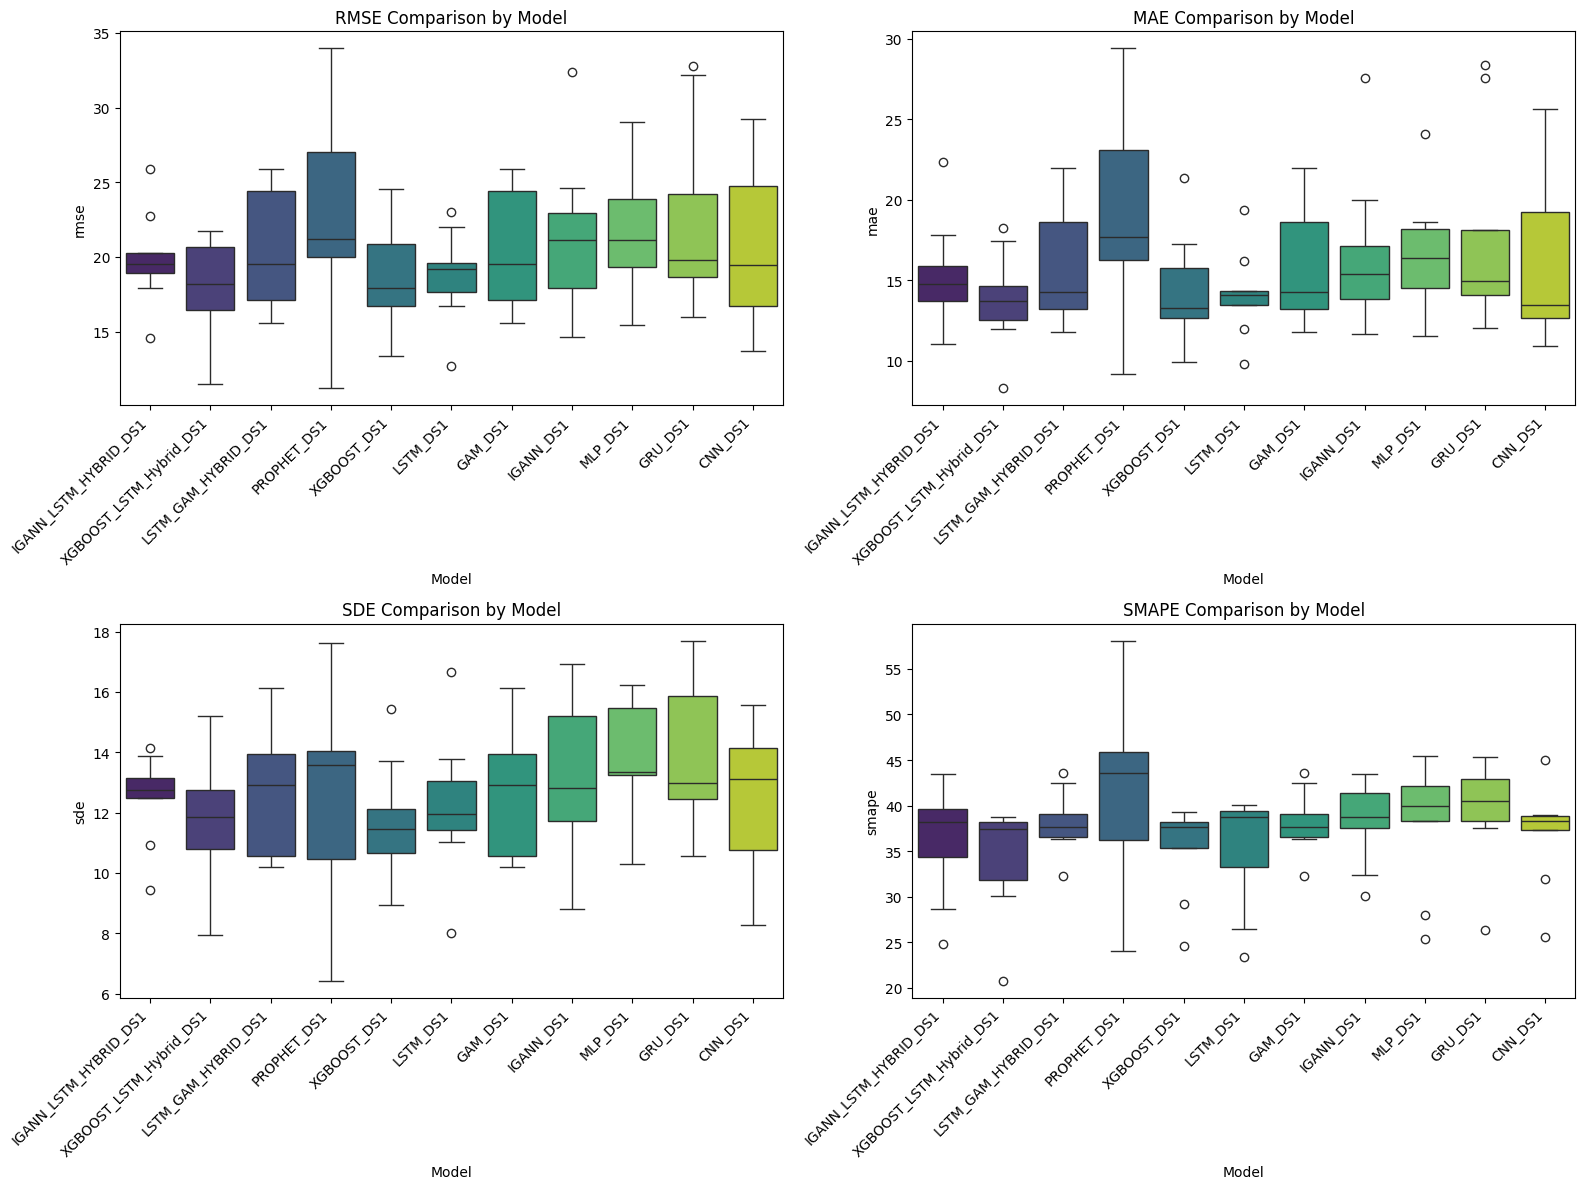 RMSE Comparison by Model
35
30
25
20
15
rmse
IGANN_LSTM_HYBRID_DS1
XGBOOST_LSTM_Hybrid_DS1
LSTM_GAM_HYBRID_DS1
PROPHET_DS1
XGBOOST_DS1
LSTM_DS1
GAM_DS1
IGANN_DS1
MLP_DS1
GRU_DS1
CNN_DS1
Model
MAE Comparison by Model
30
25
20
15
10
mae
IGANN_LSTM_HYBRID_DS1
XGBOOST_LSTM_Hybrid_DS1
LSTM_GAM_HYBRID_DS1
PROPHET_DS1
XGBOOST_DS1
LSTM_DS1
GAM_DS1
IGANN_DS1
MLP_DS1
GRU_DS1
CNN_DS1
Model
SDE Comparison by Model
18
16
14
12
10
8
6
sde
IGANN_LSTM_HYBRID_DS1
XGBOOST_LSTM_Hybrid_DS1
LSTM_GAM_HYBRID_DS1
PROPHET_DS1
XGBOOST_DS1
LSTM_DS1
GAM_DS1
IGANN_DS1
MLP_DS1
GRU_DS1
CNN_DS1
Model
SMAPE Comparison by Model
55
50
45
40
35
30
25
20
smape
IGANN_LSTM_HYBRID_DS1
XGBOOST_LSTM_Hybrid_DS1
LSTM_GAM_HYBRID_DS1
PROPHET_DS1
XGBOOST_DS1
LSTM_DS1
GAM_DS1
IGANN_DS1
MLP_DS1
GRU_DS1
CNN_DS1
Model